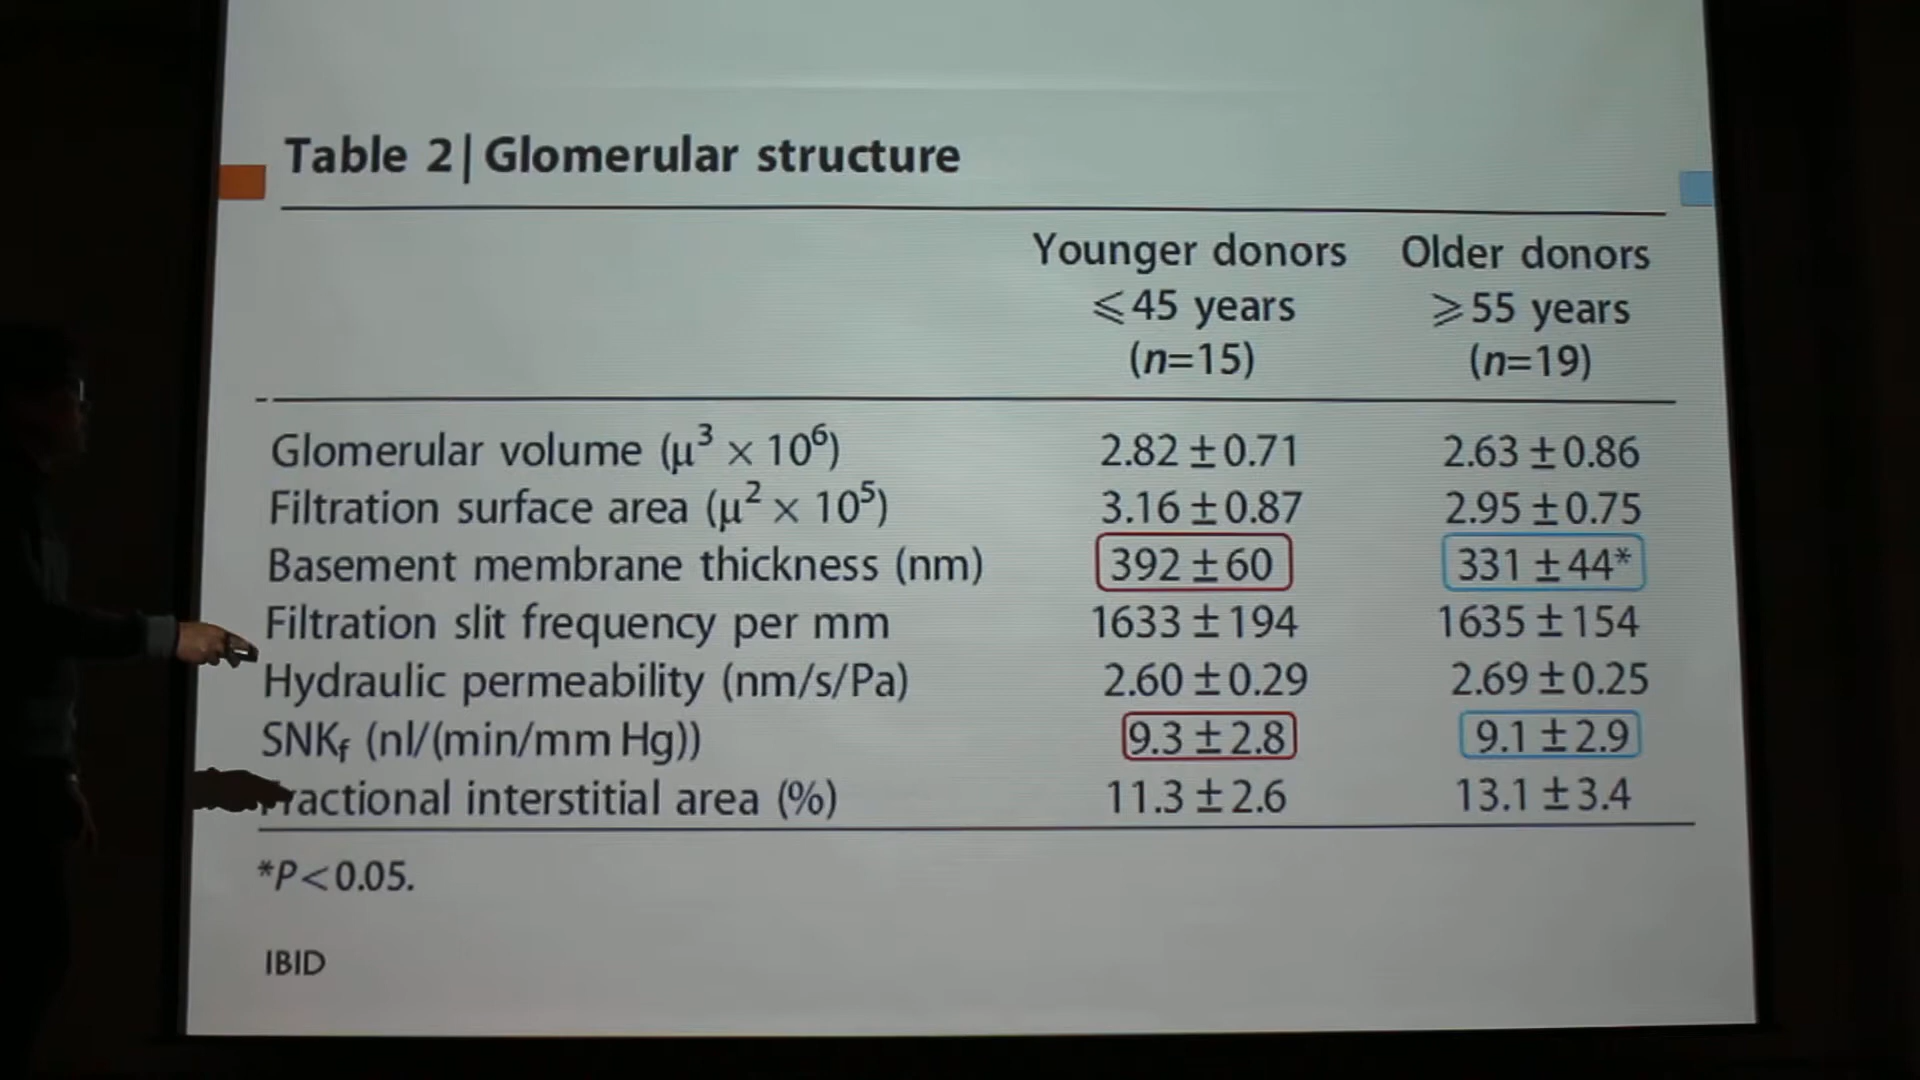 Table 2 | Glomerular structure
Younger donors Older donors
⩽45 years ⩾55 years
(n=15) (n=19)
Glomerular volume (μ³ × 10⁶) 2.82 ± 0.71 2.63 ± 0.86
Filtration surface area (μ² × 10⁵) 3.16 ± 0.87 2.95 ± 0.75
Basement membrane thickness (nm) 392 ± 60 331 ± 44*
Filtration slit frequency per mm 1633 ± 194 1635 ± 154
Hydraulic permeability (nm/s/Pa) 2.60 ± 0.29 2.69 ± 0.25
SNKf (nl/(min/mm Hg)) 9.3 ± 2.8 9.1 ± 2.9
Fractional interstitial area (%) 11.3 ± 2.6 13.1 ± 3.4
*P<0.05.
IBID